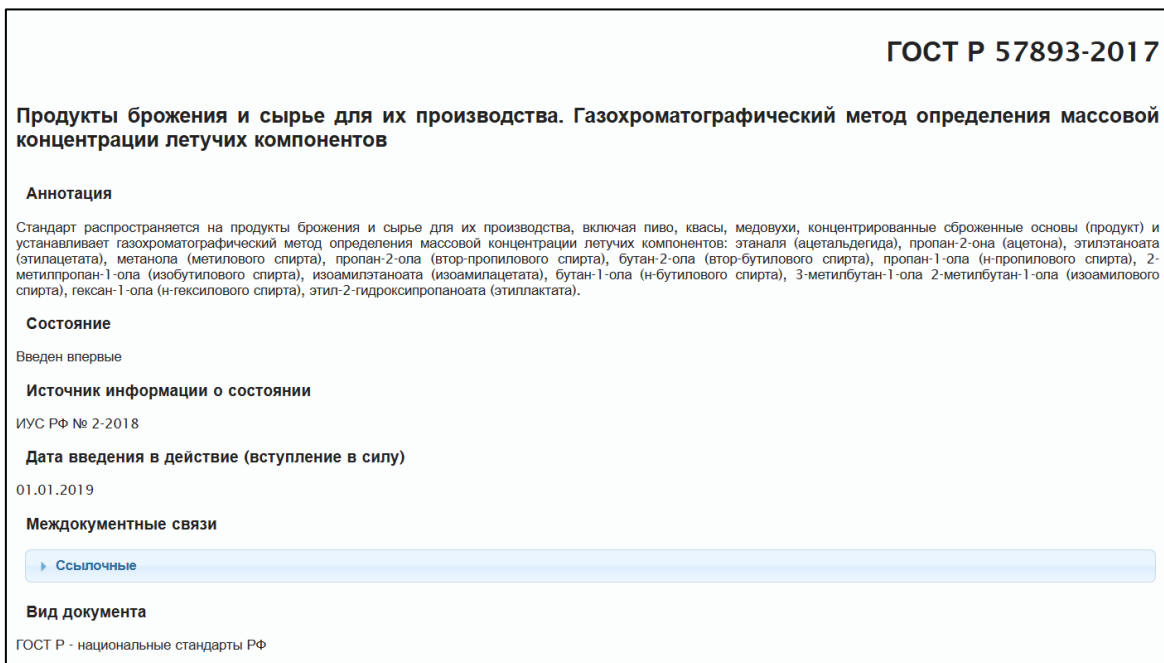 ГОСТ Р 57893-2017
Продукты брожения и сырье для их производства. Газохроматографический метод определения массовой
концентрации летучих компонентов
Аннотация
Стандарт распространяется на продукты брожения и сырье для их производства, включая пиво, квасы, медовухи, концентрированные сброженные основы (продукт) и
устанавливает газохроматографический метод определения массовой концентрации летучих компонентов: этаналя (ацетальдегида), пропан-2-она (ацетона), этилэтаноата
(этилацетата), метанола (метилового спирта), пропан-2-ола (втор-пропилового спирта), бутан-2-ола (втор-бутилового спирта), пропан-1-ола (н-пропилового спирта), 2-
метилпропан-1-ола (изобутилового спирта), изоамилэтаноата (изоамилацетата), бутан-1-ола (н-бутилового спирта), 3-метилбутан-1-ола 2-метилбутан-1-ола (изоамилового
спирта), гексан-1-ола (н-гексилового спирта), этил-2-гидроксипропаноата (этиллактата).
Состояние
Введен впервые
Источник информации о состоянии
ИУС РФ № 2-2018
Дата введения в действие (вступление в силу)
01.01.2019
Междокументные связи
Ссылочные
Вид документа
ГОСТ Р - национальные стандарты РФ